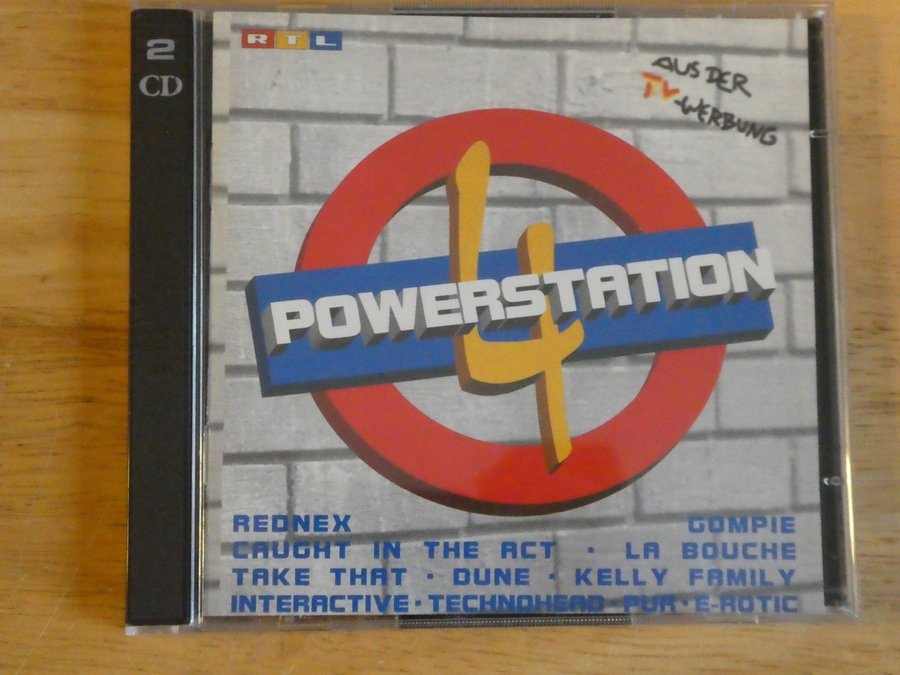 2
CD
RTL
AUS DER
TV-WERBUNG
4
POWERSTATION
REDNEX GOMPIE
CAUGHT IN THE ACT · LA BOUCHE
TAKE THAT · DUNE · KELLY FAMILY
INTERACTIVE · TECHNOHEAD · PUR · E-ROTIC